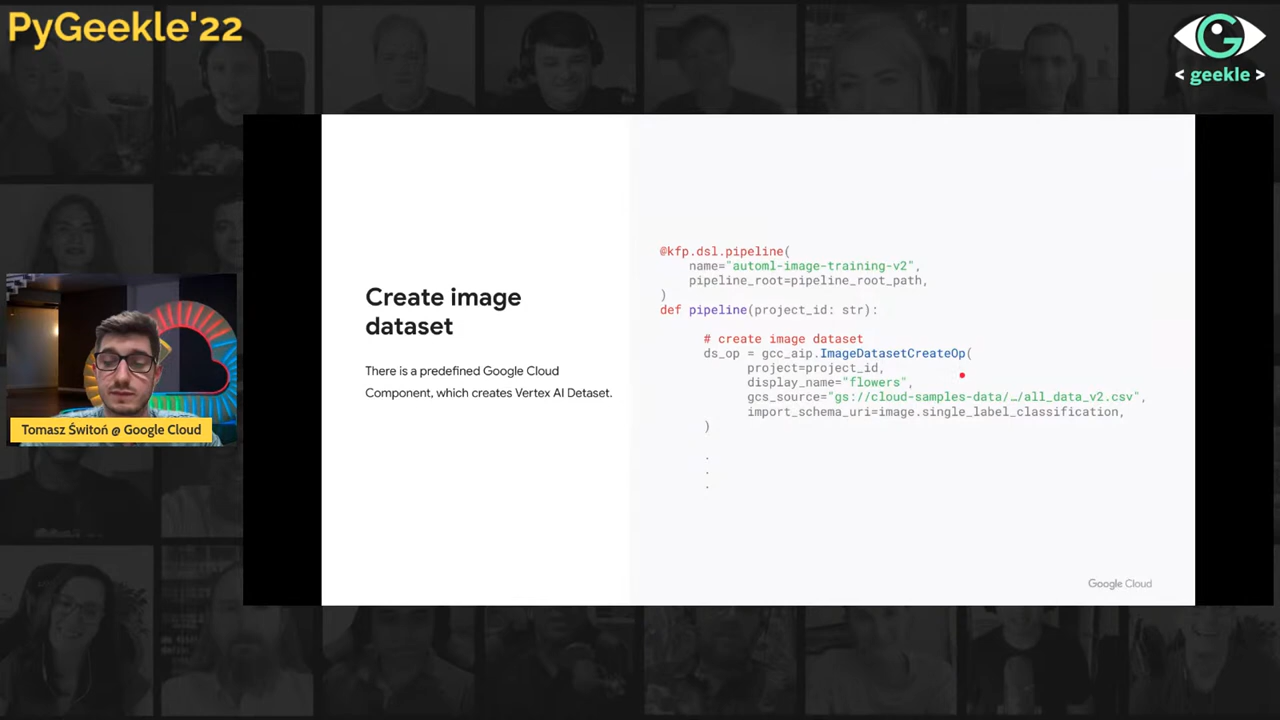 PyGeekle'22
G
< geekle >
Create image
dataset
There is a predefined Google Cloud
Component, which creates Vertex AI Detaset.
@kfp.dsl.pipeline(
    name="automl-image-training-v2",
    pipeline_root=pipeline_root_path,
)
def pipeline(project_id: str):
# create image dataset
ds_op = gcc_aip.ImageDatasetCreateOp(
project=project_id,
display_name="flowers",
gcs_source="gs://cloud-samples-data/…/all_data_v2.csv",
import_schema_uri=image.single_label_classification,
)
.
.
.
Google Cloud
Tomasz Świtoń @ Google Cloud